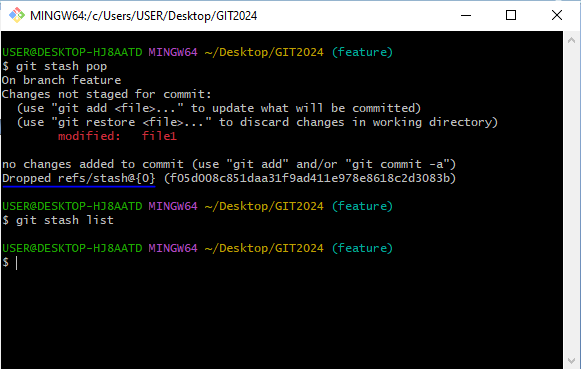 MINGW64:/c/Users/USER/Desktop/GIT2024
USER@DESKTOP-HJ8AATD MINGW64 ~/Desktop/GIT2024 (feature)
$ git stash pop
On branch feature
Changes not staged for commit:
  (use "git add <file>..." to update what will be committed)
  (use "git restore <file>..." to discard changes in working directory)
        modified:   file1
no changes added to commit (use "git add" and/or "git commit -a")
Dropped refs/stash@{0} (f05d008c851daa31f9ad411e978e8618c2d3083b)
USER@DESKTOP-HJ8AATD MINGW64 ~/Desktop/GIT2024 (feature)
$ git stash list
USER@DESKTOP-HJ8AATD MINGW64 ~/Desktop/GIT2024 (feature)
$